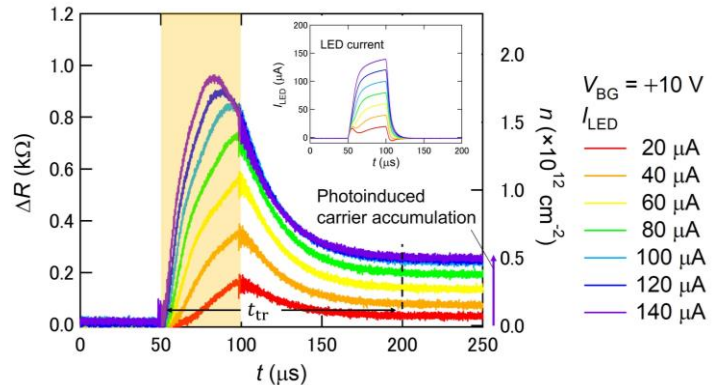 ΔR (kΩ)
1.2
1.0
0.8
0.6
0.4
0.2
0.0
0
50
100
150
200
250
t (μs)
t_tr
LED current
I_LED (μA)
200
150
100
50
0
0
50
100
150
200
t (μs)
Photoinduced
carrier accumulation
2.0
1.5
1.0
0.5
0.0
n (×10¹² cm⁻²)
V_BG = +10 V
I_LED
20 μA
40 μA
60 μA
80 μA
100 μA
120 μA
140 μA